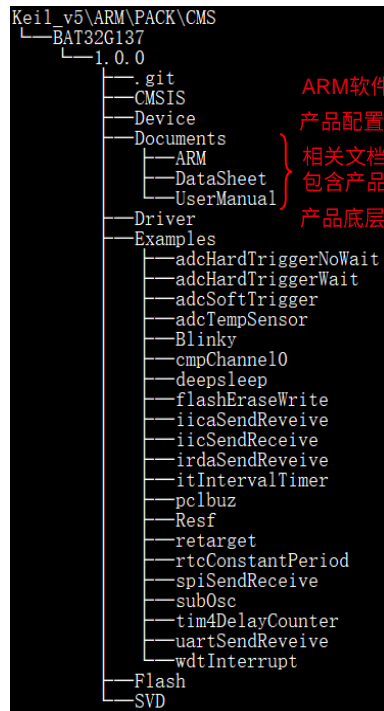 Keil_v5\ARM\PACK\CMS
BAT32G137
1.0.0
.git
CMSIS ARM软件
Device 产品配置
Documents
ARM 相关文档
DataSheet 包含产品
UserManual
Driver 产品底层
Examples
adcHardTriggerNoWait
adcHardTriggerWait
adcSoftTrigger
adcTempSensor
Blinky
cmpChannel0
deepsleep
flashEraseWrite
iicaSendReveive
iicSendReceive
irdaSendReveive
itIntervalTimer
pclbuz
Resf
retarget
rtcConstantPeriod
spiSendReceive
subOsc
tim4DelayCounter
uartSendReveive
wdtInterrupt
Flash
SVD